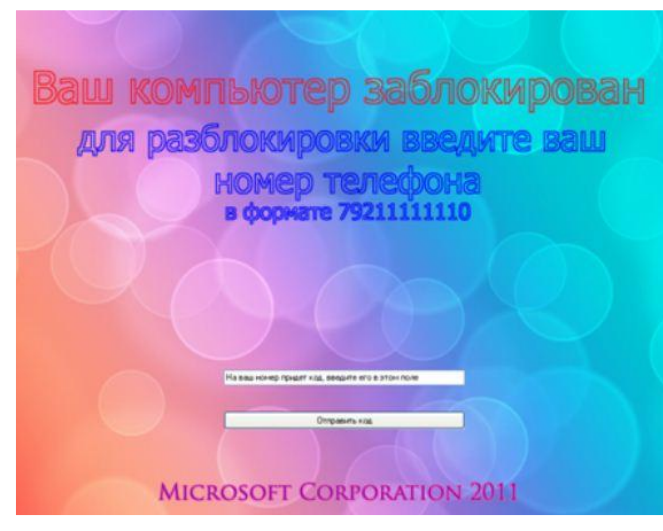 Ваш компьютер заблокирован
для разблокировки введите ваш
номер телефона
в формате 79211111110
На ваш номер придет код, введите его в этом поле
Отправить код
MICROSOFT CORPORATION 2011